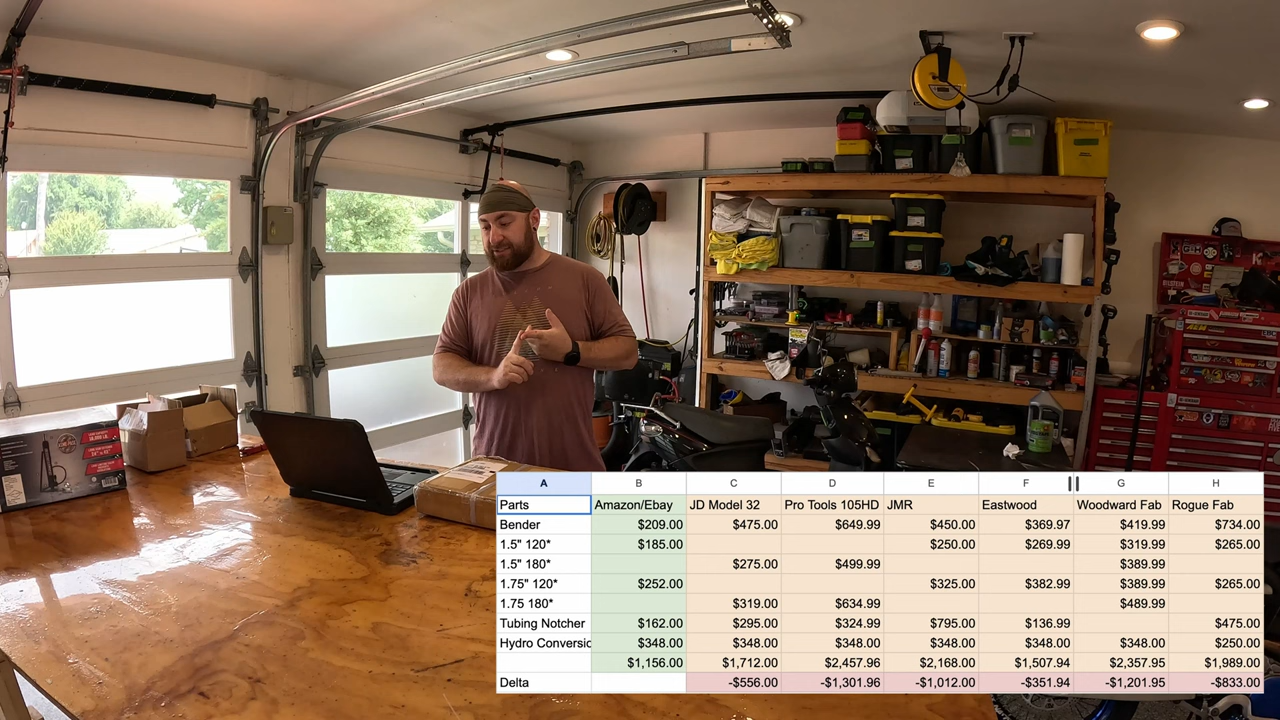 A B C D E F G H
Parts Amazon/Ebay JD Model 32 Pro Tools 105HD JMR Eastwood Woodward Fab Rogue Fab
Bender $209.00 $475.00 $649.99 $450.00 $369.97 $419.99 $734.00
1.5" 120* $185.00 $250.00 $269.99 $319.99 $265.00
1.5" 180* $275.00 $499.99 $389.99
1.75" 120* $252.00 $325.00 $382.99 $389.99 $265.00
1.75 180* $319.00 $634.99 $489.99
Tubing Notcher $162.00 $295.00 $324.99 $795.00 $136.99 $475.00
Hydro Conversic $348.00 $348.00 $348.00 $348.00 $348.00 $348.00 $250.00
$1,156.00 $1,712.00 $2,457.96 $2,168.00 $1,507.94 $2,357.95 $1,989.00
Delta -$556.00 -$1,301.96 -$1,012.00 -$351.94 -$1,201.95 -$833.00